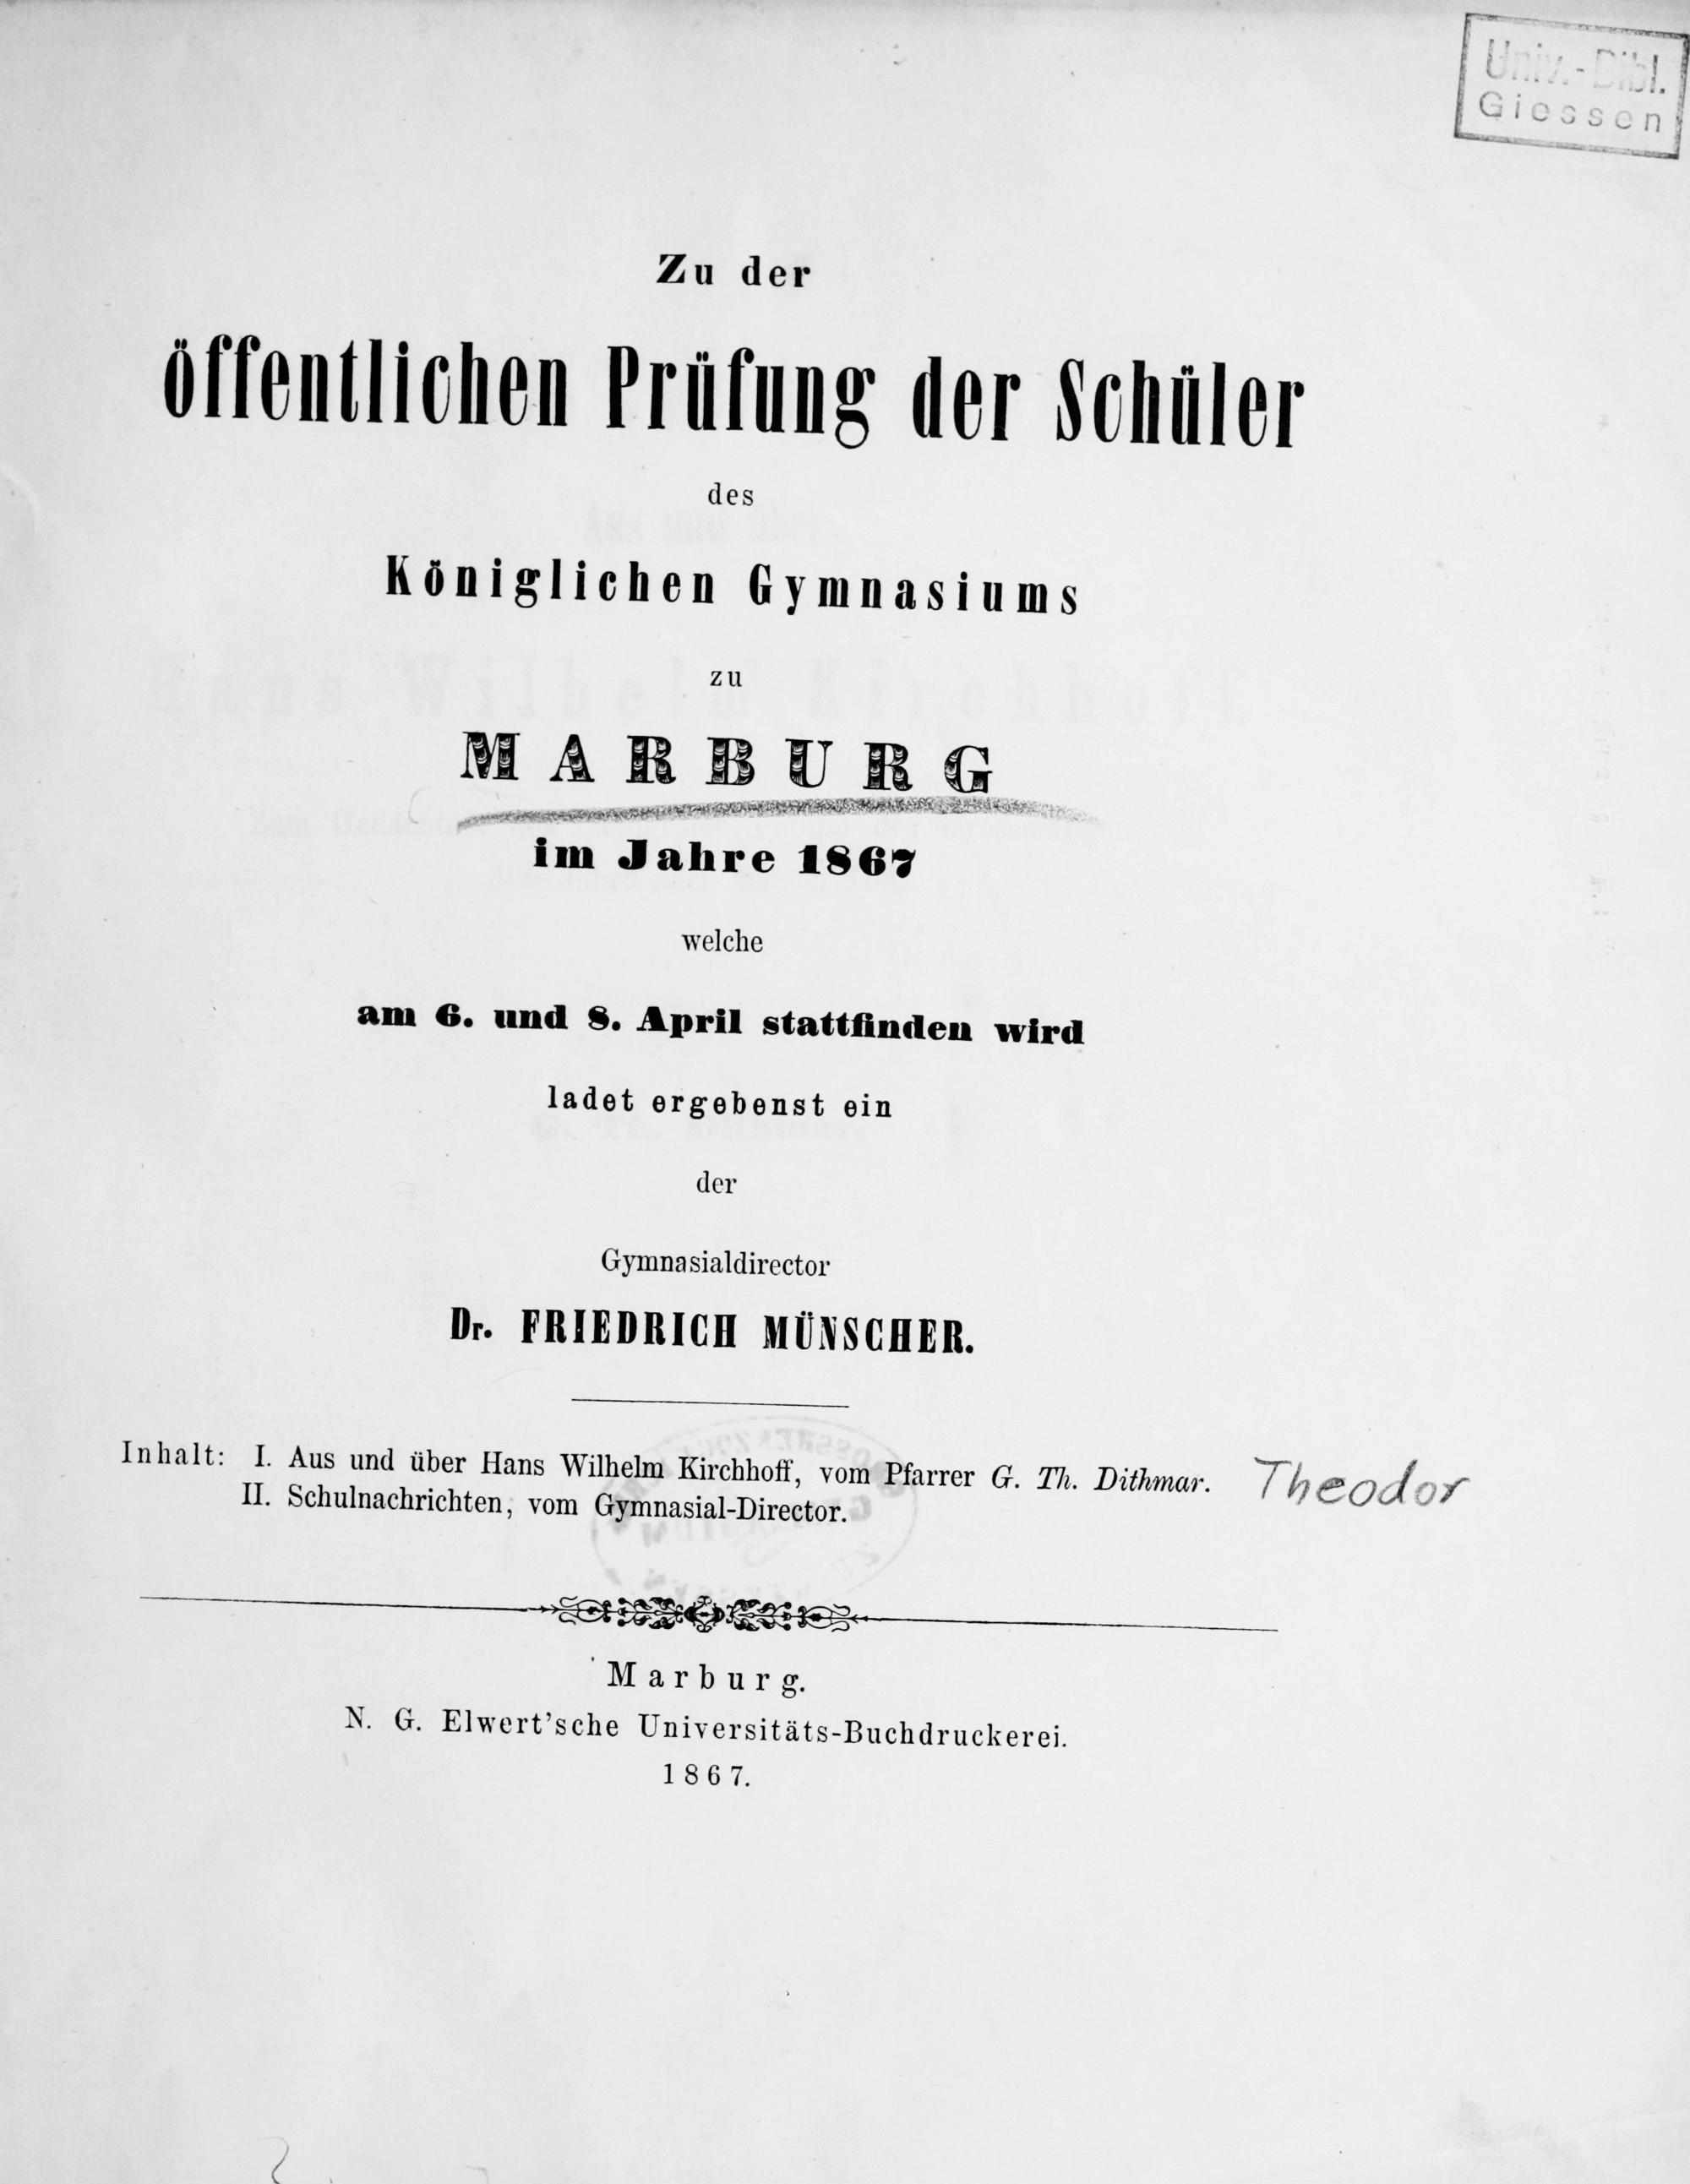 Univ.-Bibl.
Giessen
Zu der
öffentlichen Prüfung der Schüler
des
Königlichen Gymnasiums
zu
MARBURG
im Jahre 1867
welche
am 6. und 8. April stattfinden wird
ladet ergebenst ein
der
Gymnasialdirector
Dr. FRIEDRICH MÜNSCHER.
Inhalt: I. Aus und über Hans Wilhelm Kirchhoff, vom Pfarrer G. Th. Dithmar. Theodor
II. Schulnachrichten, vom Gymnasial-Director.
Marburg.
N. G. Elwert'sche Universitäts-Buchdruckerei.
1867.